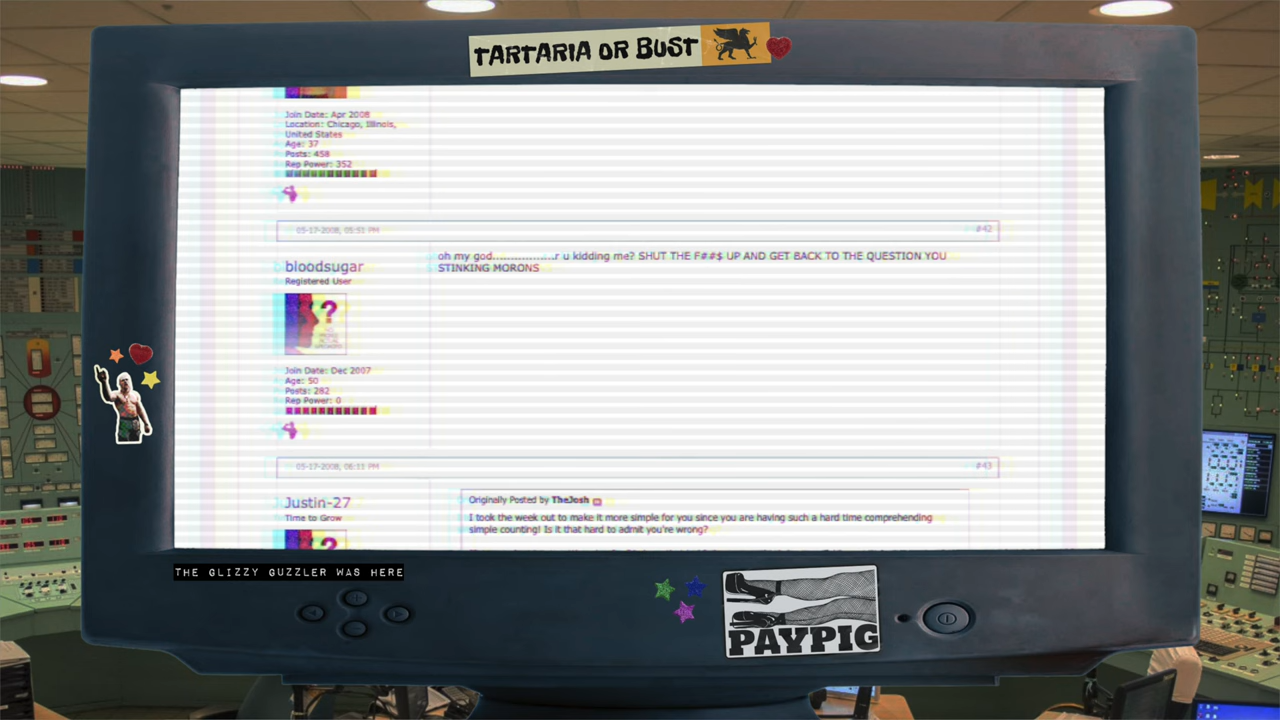 TARTARIA OR BUST
Join Date: Apr 2008
Location: Chicago, Illinois,
United States
Age: 37
Posts: 458
Rep Power: 352
05-17-2008, 05:51 PM
#42
bloodsugar
Registered User
oh my god..................r u kidding me? SHUT THE F##$ UP AND GET BACK TO THE QUESTION YOU
STINKING MORONS
?
Join Date: Dec 2007
Age: 50
Posts: 282
Rep Power: 0
05-17-2008, 06:11 PM
#43
Justin-27
Time to Grow
?
Originally Posted by TheJosh
I took the week out to make it more simple for you since you are having such a hard time comprehending
simple counting! Is it that hard to admit you're wrong?
THE GLIZZY GUZZLER WAS HERE
PAYPIG